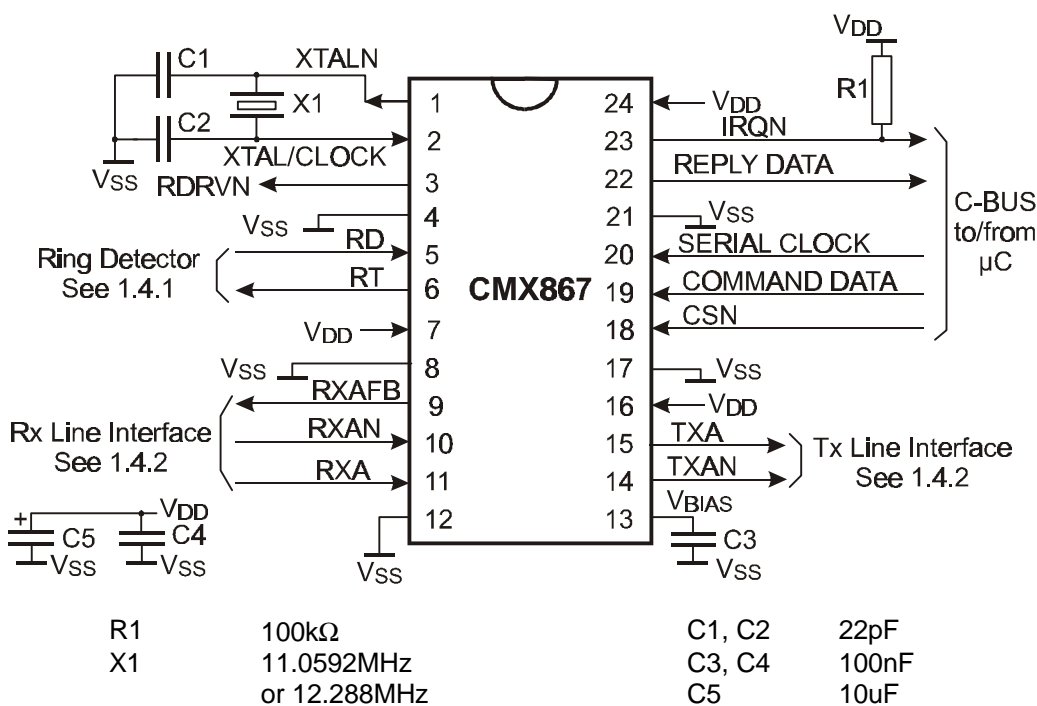 VDD
C1
XTALN
R1
X1
C2
XTAL/CLOCK
VSS
RDRVN
1
2
3
4
5
6
7
8
9
10
11
12
24
23
22
21
20
19
18
17
16
15
14
13
CMX867
VDD
IRQN
REPLY DATA
VSS
SERIAL CLOCK
COMMAND DATA
CSN
C-BUS
to/from
µC
VSS
RD
RT
Ring Detector
See 1.4.1
VDD
VSS
RXAFB
RXAN
RXA
Rx Line Interface
See 1.4.2
VSS
VDD
TXA
TXAN
Tx Line Interface
See 1.4.2
VBIAS
C3
VSS
+
VDD
C5
C4
VSS
VSS
VSS
R1 100kΩ C1, C2 22pF
X1 11.0592MHz C3, C4 100nF
or 12.288MHz C5 10uF